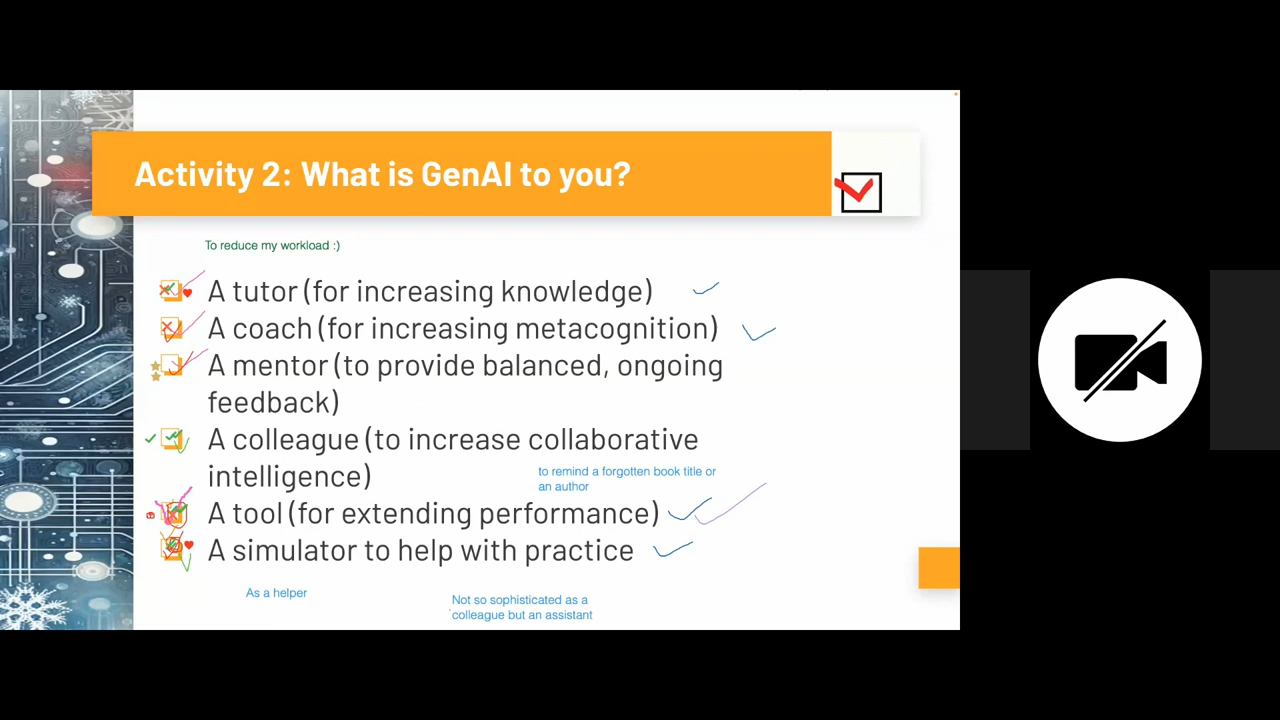 Activity 2: What is GenAI to you?
To reduce my workload :)
A tutor (for increasing knowledge)
A coach (for increasing metacognition)
A mentor (to provide balanced, ongoing
feedback)
A colleague (to increase collaborative
intelligence)
to remind a forgotten book title or
an author
A tool (for extending performance)
A simulator to help with practice
As a helper
Not so sophisticated as a
colleague but an assistant